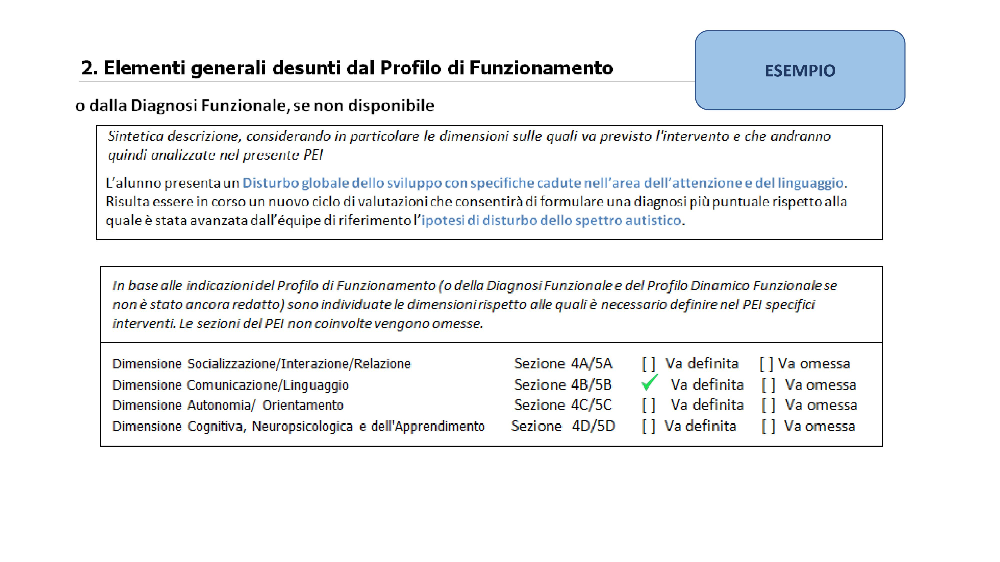 ESEMPIO
2. Elementi generali desunti dal Profilo di Funzionamento
o dalla Diagnosi Funzionale, se non disponibile
Sintetica descrizione, considerando in particolare le dimensioni sulle quali va previsto l'intervento e che andranno
quindi analizzate nel presente PEI
L’alunno presenta un Disturbo globale dello sviluppo con specifiche cadute nell’area dell’attenzione e del linguaggio.
Risulta essere in corso un nuovo ciclo di valutazioni che consentirà di formulare una diagnosi più puntuale rispetto alla
quale è stata avanzata dall’équipe di riferimento l’ipotesi di disturbo dello spettro autistico.
In base alle indicazioni del Profilo di Funzionamento (o della Diagnosi Funzionale e del Profilo Dinamico Funzionale se
non è stato ancora redatto) sono individuate le dimensioni rispetto alle quali è necessario definire nel PEI specifici
interventi. Le sezioni del PEI non coinvolte vengono omesse.
Dimensione Socializzazione/Interazione/Relazione Sezione 4A/5A [ ] Va definita [ ] Va omessa
Dimensione Comunicazione/Linguaggio Sezione 4B/5B ✓ Va definita [ ] Va omessa
Dimensione Autonomia/ Orientamento Sezione 4C/5C [ ] Va definita [ ] Va omessa
Dimensione Cognitiva, Neuropsicologica e dell'Apprendimento Sezione 4D/5D [ ] Va definita [ ] Va omessa